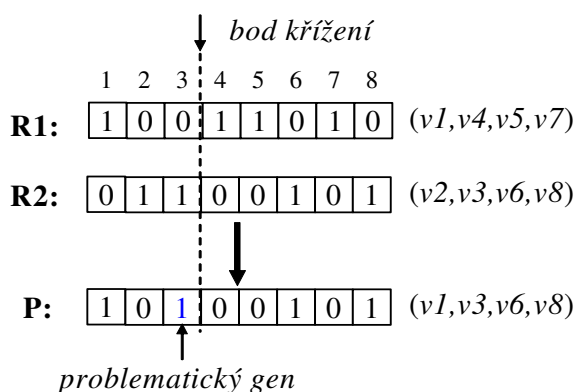 bod křížení
1 2 3 4 5 6 7 8
R1: 1 0 0 1 1 0 1 0 (v1,v4,v5,v7)
R2: 0 1 1 0 0 1 0 1 (v2,v3,v6,v8)
P: 1 0 1 0 0 1 0 1 (v1,v3,v6,v8)
problematický gen